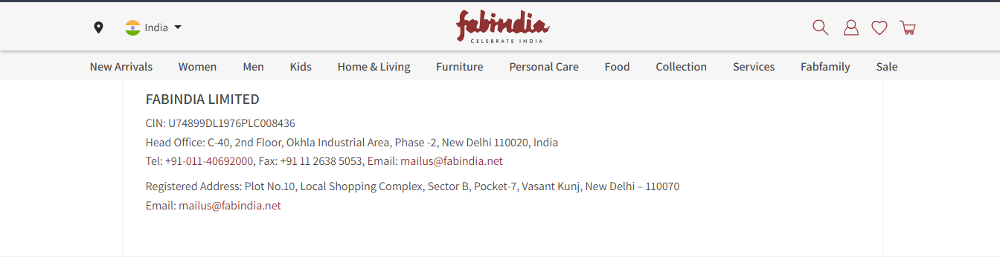 India
fabindia
CELEBRATE INDIA
New Arrivals Women Men Kids Home & Living Furniture Personal Care Food Collection Services Fabfamily Sale
FABINDIA LIMITED
CIN: U74899DL1976PLC008436
Head Office: C-40, 2nd Floor, Okhla Industrial Area, Phase -2, New Delhi 110020, India
Tel: +91-011-40692000, Fax: +91 11 2638 5053, Email: mailus@fabindia.net
Registered Address: Plot No.10, Local Shopping Complex, Sector B, Pocket-7, Vasant Kunj, New Delhi – 110070
Email: mailus@fabindia.net